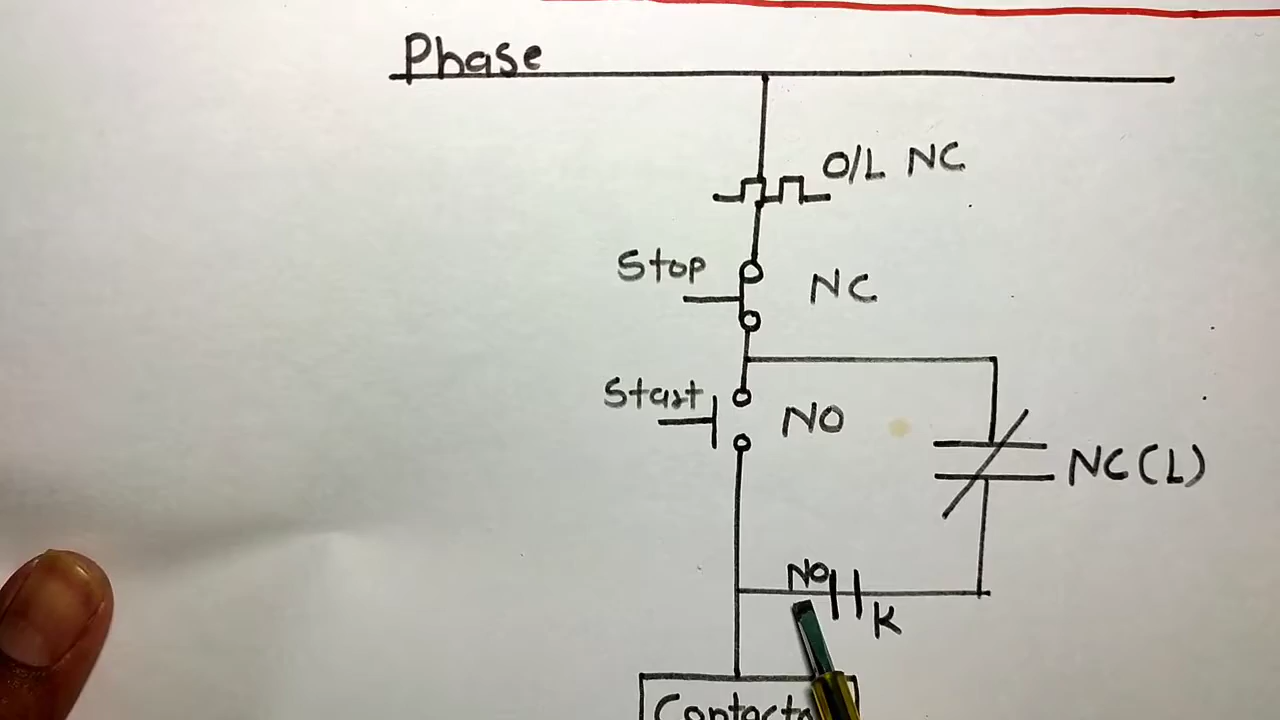 Phase
O/L NC
Stop
NC
Start
NO
NC(L)
NO
K